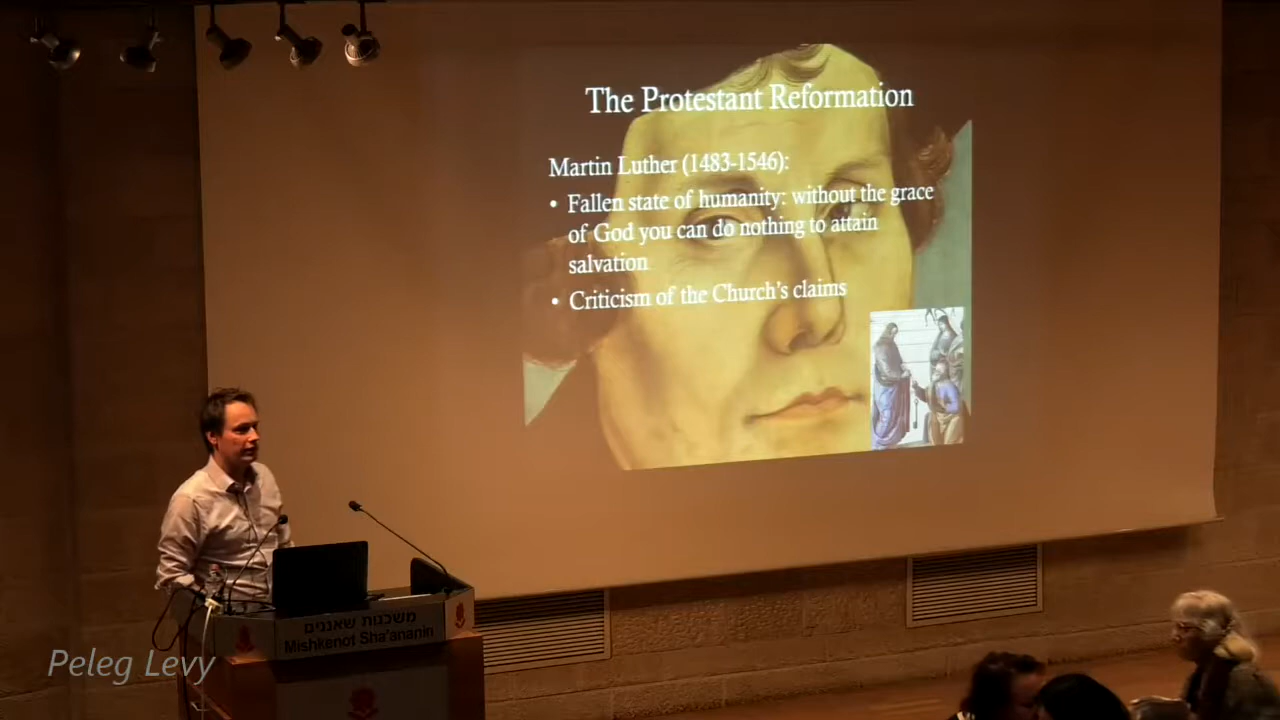 The Protestant Reformation
Martin Luther (1483-1546):
• Fallen state of humanity: without the grace
of God you can do nothing to attain
salvation
• Criticism of the Church's claims
משכנות שאננים
Mishkenot Sha'ananim
Peleg Levy